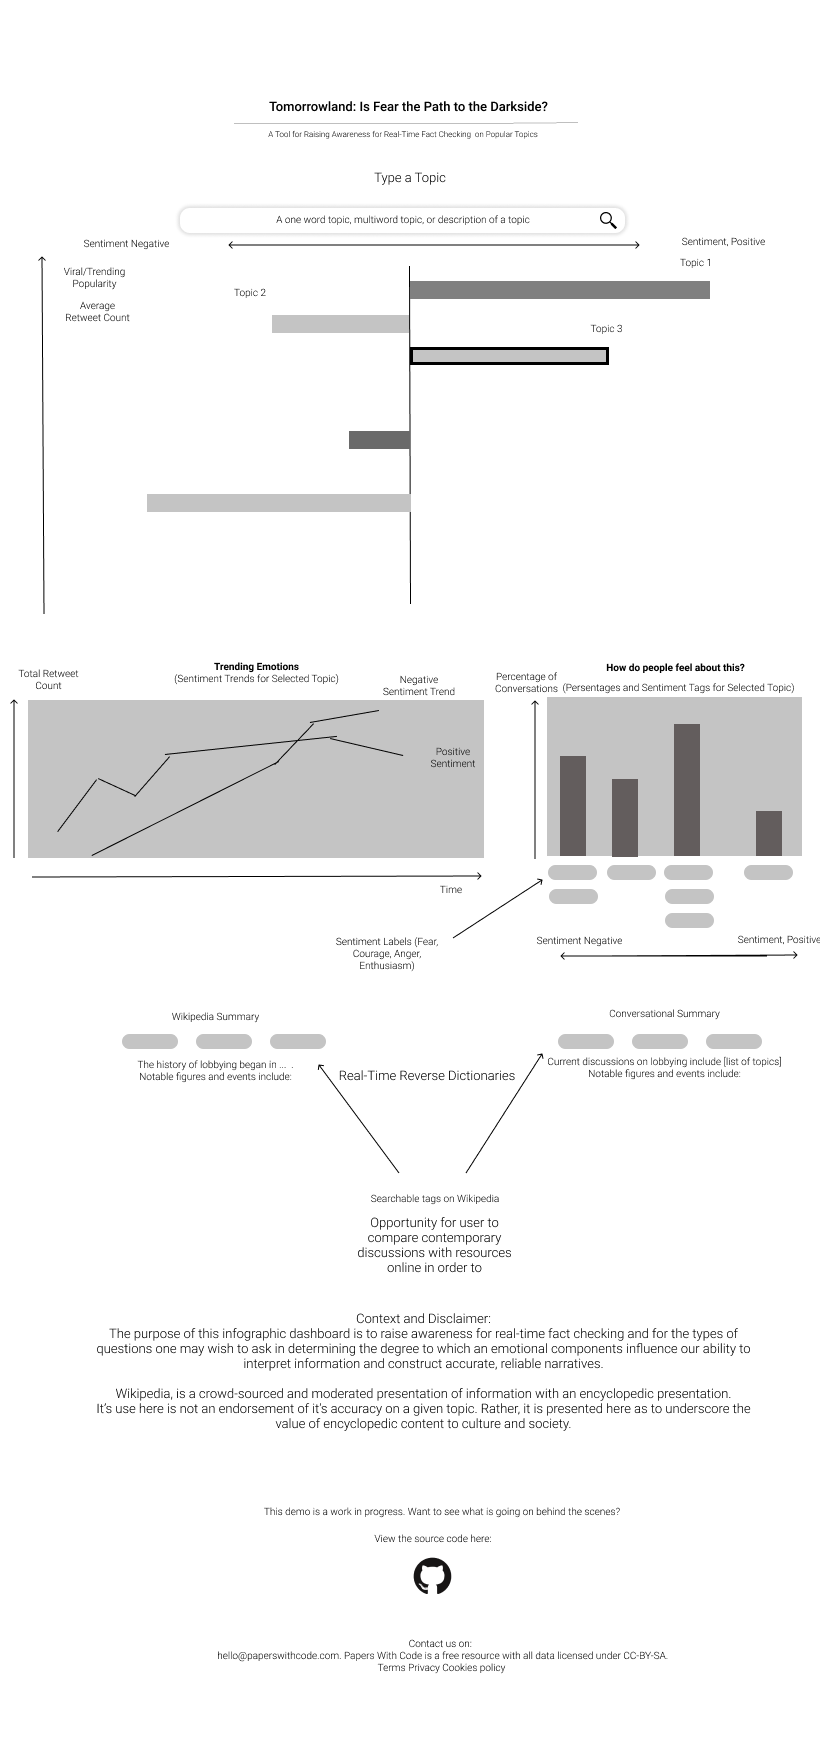 Tomorrowland: Is Fear the Path to the Darkside?
A Tool for Raising Awareness for Real-Time Fact Checking on Popular Topics
Type a Topic
A one word topic, multiword topic, or description of a topic
Sentiment Negative
Sentiment, Positive
Viral/Trending
Popularity
Average
Retweet Count
Topic 1
Topic 2
Topic 3
Total Retweet
Count
Trending Emotions
(Sentiment Trends for Selected Topic)
Negative
Sentiment Trend
Positive
Sentiment
Time
Percentage of
Conversations
How do people feel about this?
(Persentages and Sentiment Tags for Selected Topic)
Sentiment Labels (Fear,
Courage, Anger,
Enthusiasm)
Sentiment Negative
Sentiment, Positive
Wikipedia Summary
The history of lobbying began in ... .
Notable figures and events include:
Conversational Summary
Current discussions on lobbying include [list of topics]
Notable figures and events include:
Real-Time Reverse Dictionaries
Searchable tags on Wikipedia
Opportunity for user to
compare contemporary
discussions with resources
online in order to
Context and Disclaimer:
The purpose of this infographic dashboard is to raise awareness for real-time fact checking and for the types of
questions one may wish to ask in determining the degree to which an emotional components influence our ability to
interpret information and construct accurate, reliable narratives.
Wikipedia, is a crowd-sourced and moderated presentation of information with an encyclopedic presentation.
It's use here is not an endorsement of it's accuracy on a given topic. Rather, it is presented here as to underscore the
value of encyclopedic content to culture and society.
This demo is a work in progress. Want to see what is going on behind the scenes?
View the source code here:
Contact us on:
hello@paperswithcode.com. Papers With Code is a free resource with all data licensed under CC-BY-SA.
Terms Privacy Cookies policy